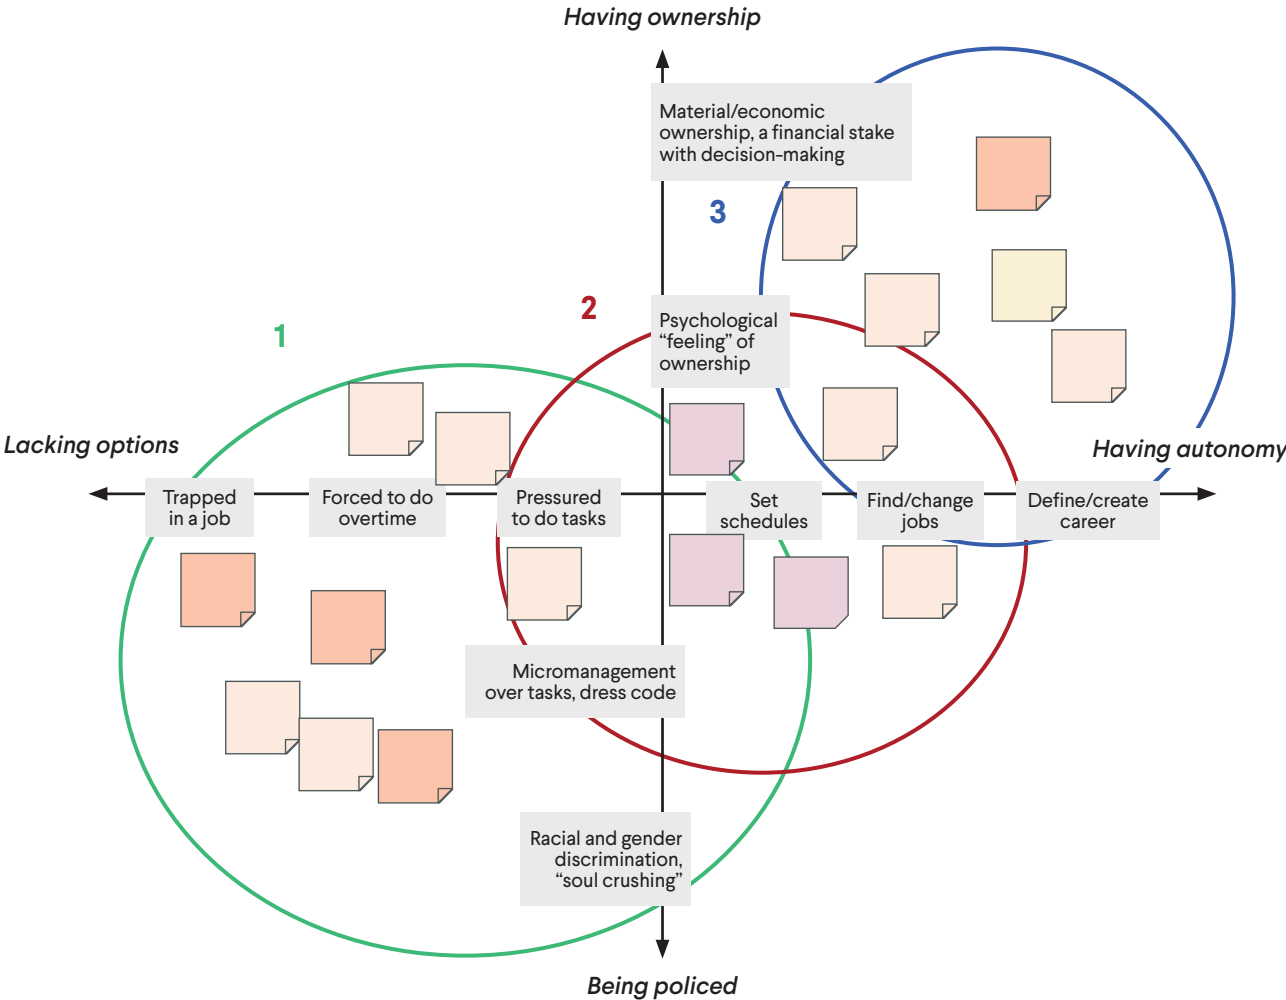 Having ownership
Material/economic
ownership, a financial stake
with decision-making
3
2
Psychological
“feeling” of
ownership
1
Lacking options
Having autonomy
Trapped
in a job
Forced to do
overtime
Pressured
to do tasks
Set
schedules
Find/change
jobs
Define/create
career
Micromanagement
over tasks, dress code
Racial and gender
discrimination,
“soul crushing”
Being policed